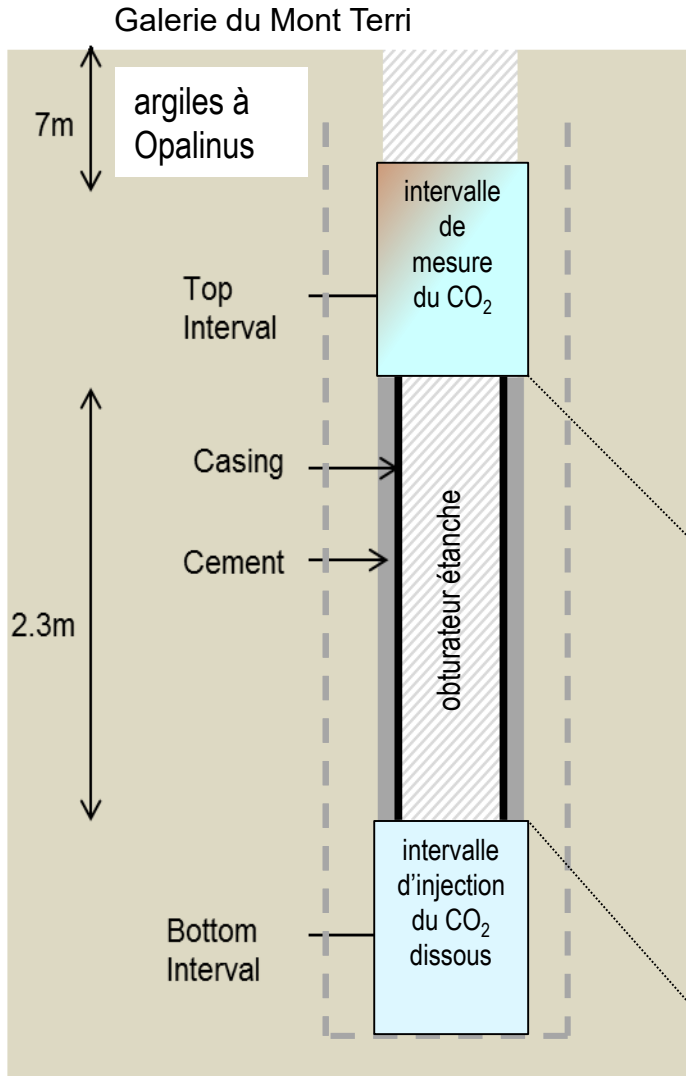 Galerie du Mont Terri
7m
argiles à
Opalinus
intervalle
de
mesure
du CO₂
Top
Interval
Casing
Cement
obturateur étanche
2.3m
intervalle
d’injection
du CO₂
dissous
Bottom
Interval